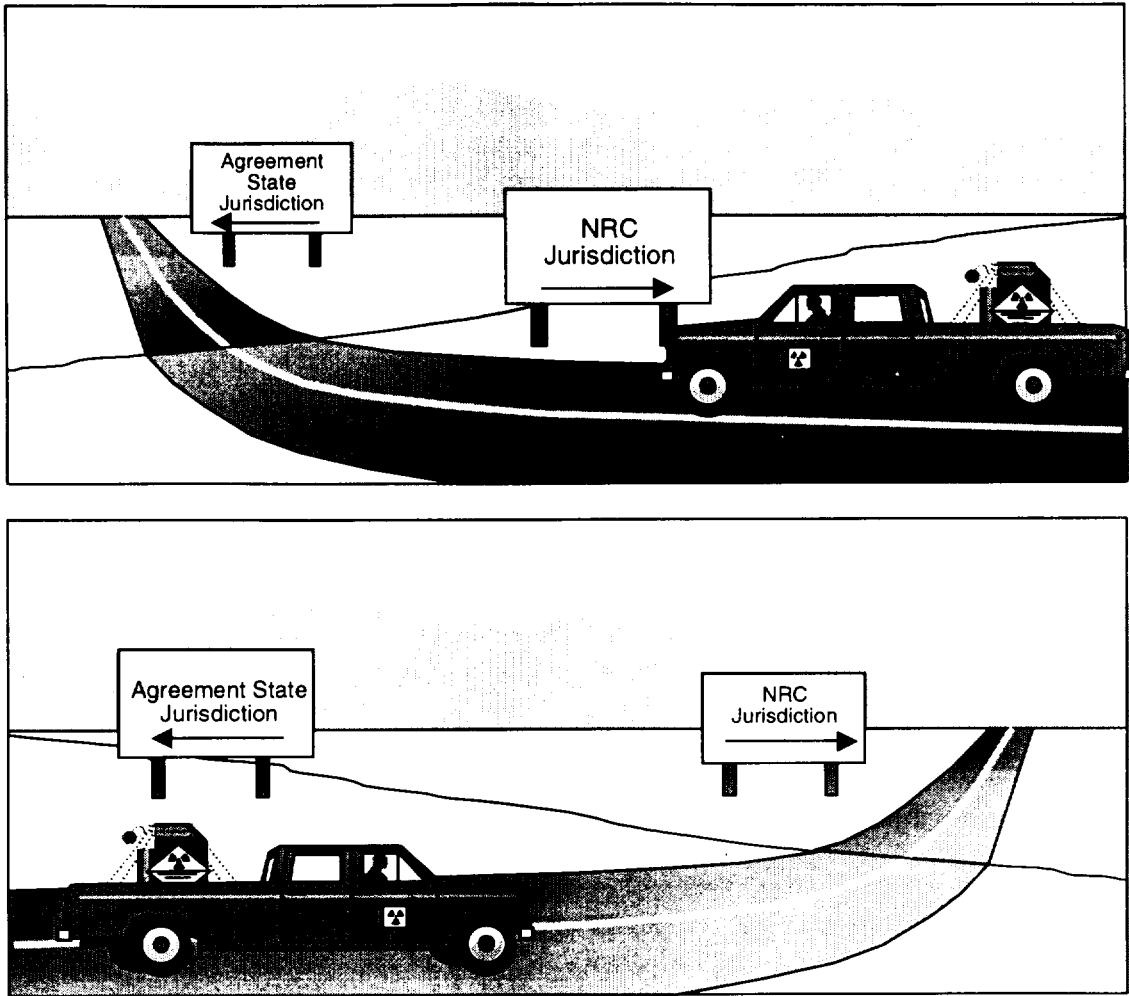 Agreement
State
Jurisdiction
NRC
Jurisdiction
Agreement State
Jurisdiction
NRC
Jurisdiction